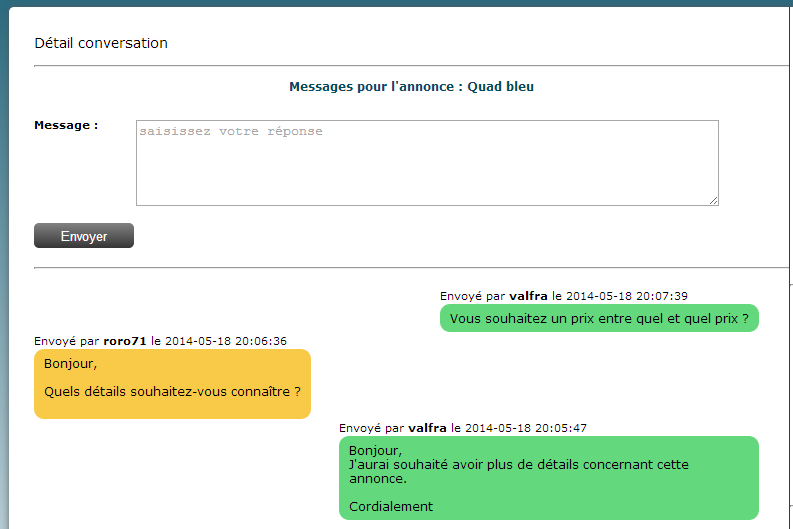 Détail conversation
Messages pour l'annonce : Quad bleu
Message :
saisissez votre réponse
Envoyer
Envoyé par valfra le 2014-05-18 20:07:39
Vous souhaitez un prix entre quel et quel prix ?
Envoyé par roro71 le 2014-05-18 20:06:36
Bonjour,
Quels détails souhaitez-vous connaître ?
Envoyé par valfra le 2014-05-18 20:05:47
Bonjour,
J'aurai souhaité avoir plus de détails concernant cette
annonce.
Cordialement